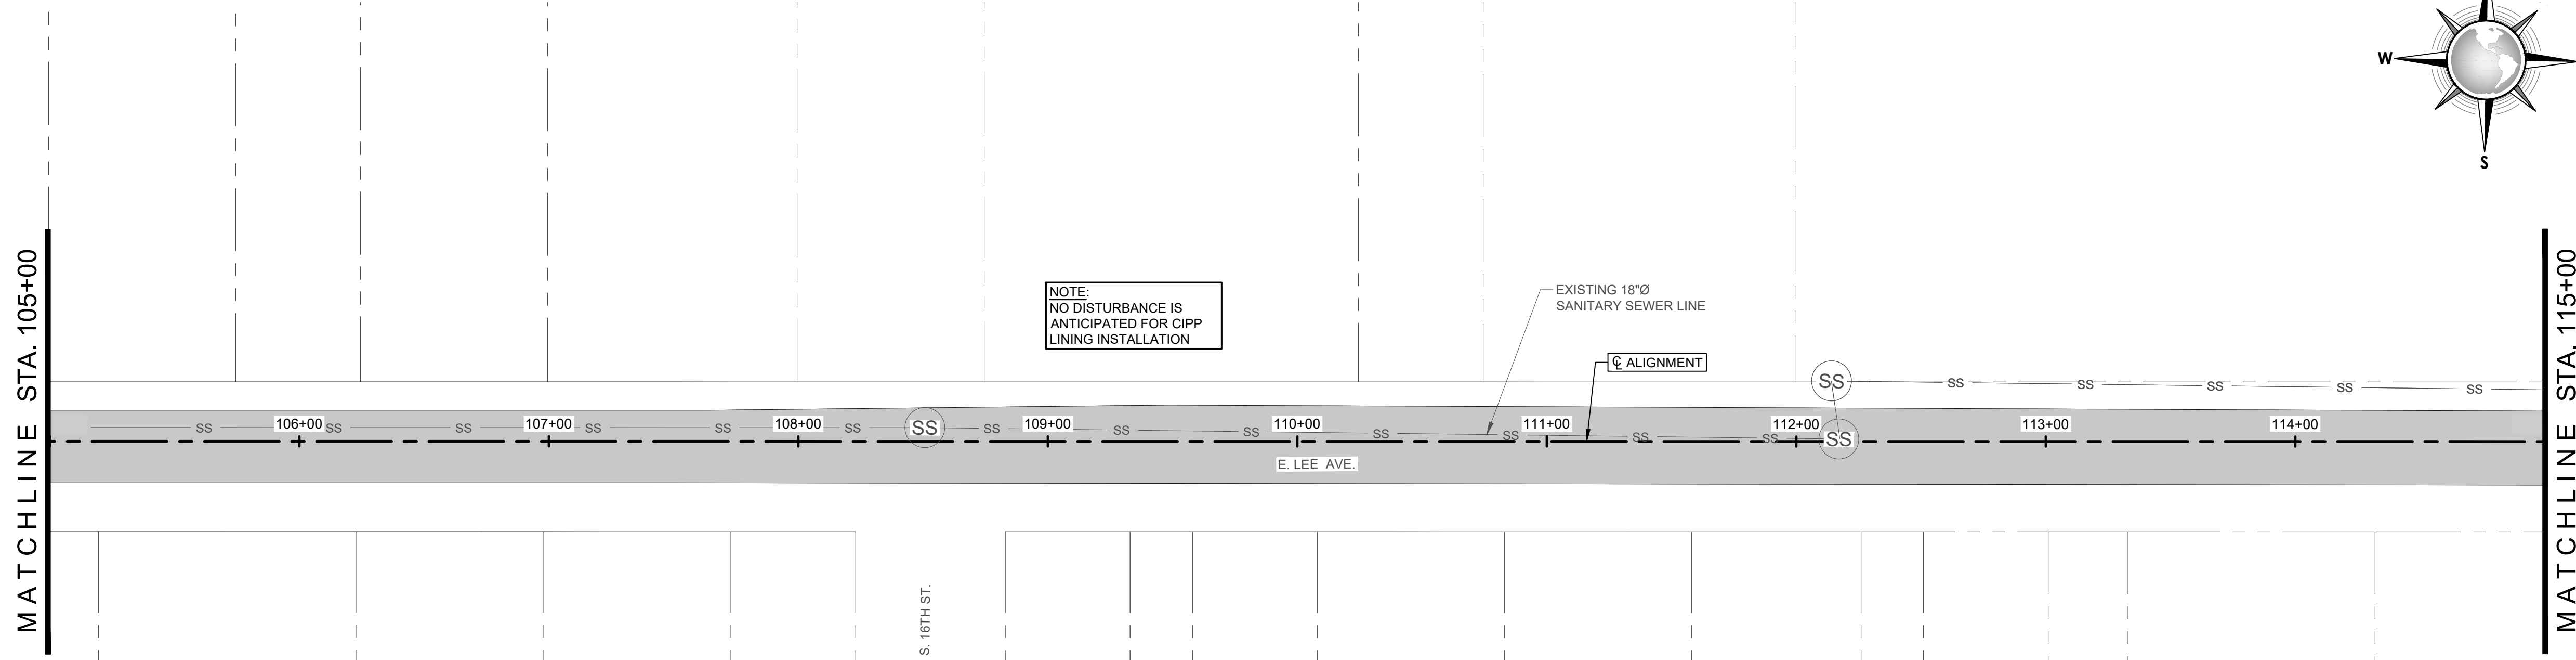 W
S
MATCHLINE STA. 105+00
NOTE:
NO DISTURBANCE IS
ANTICIPATED FOR CIPP
LINING INSTALLATION
EXISTING 18"Ø
SANITARY SEWER LINE
℄ ALIGNMENT
SS
SS SS SS SS SS
106+00 107+00 108+00 109+00 110+00 111+00 112+00 113+00 114+00
SS SS SS SS SS SS SS SS SS SS SS SS SS SS SS
E. LEE AVE.
S. 16TH ST.
MATCHLINE STA. 115+00